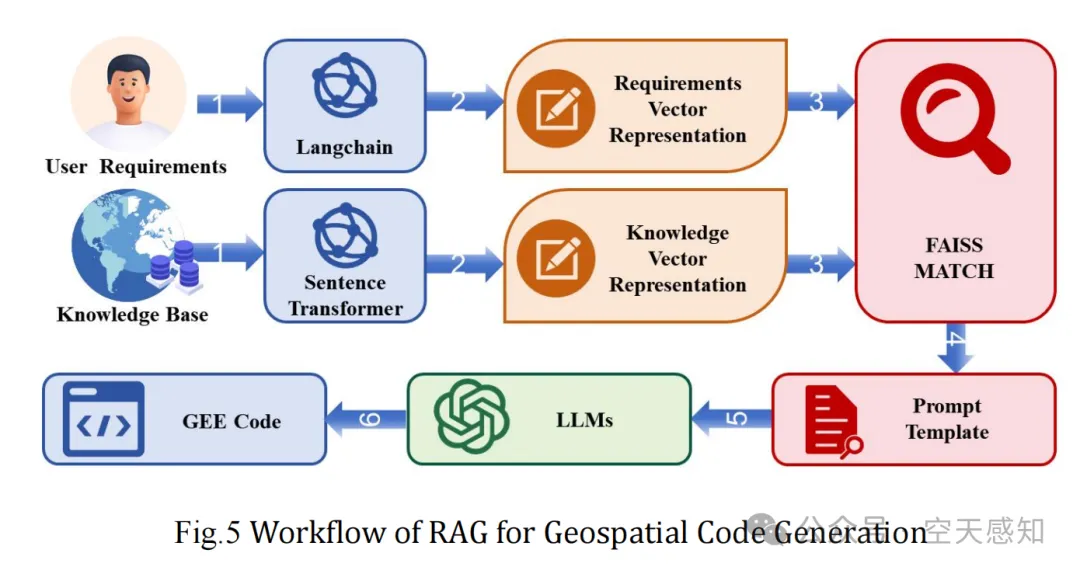 1
Langchain
2
Requirements
Vector
Representation
3
User Requirements
1
Sentence
Transformer
2
Knowledge
Vector
Representation
3
FAISS
MATCH
Knowledge Base
4
GEE Code
6
LLMs
5
Prompt
Template
Fig.5 Workflow of RAG for Geospatial Code Generation
公众号 空天感知